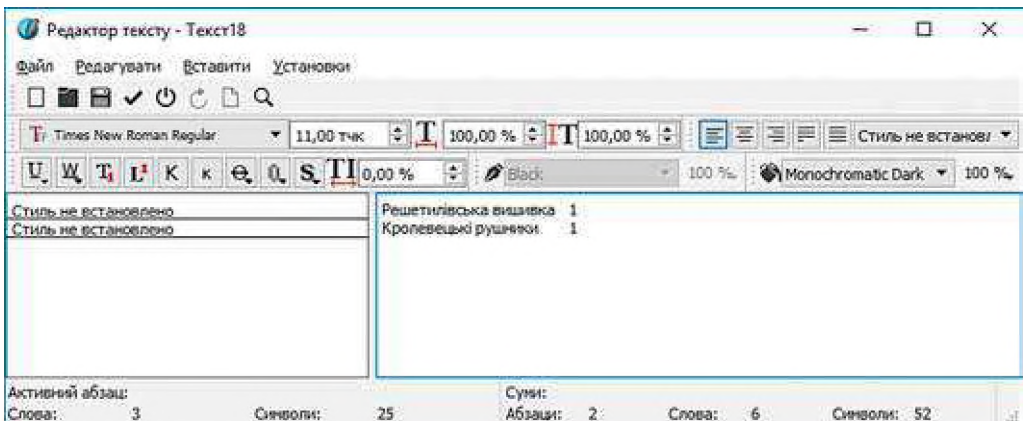 Редактор тексту - Текст18
Файл Редагувати Вставити Установки
Times New Roman Regular 11,00 тчк 100,00 % 100,00 % Стиль не встановл
0,00 % Black 100 % Monochromatic Dark 100 %
Стиль не встановлено Решетилівська вишивка 1
Стиль не встановлено Кролевецькі рушники 1
Активний абзац: Суми:
Слова: 3 Символи: 25 Абзаци: 2 Слова: 6 Символи: 52